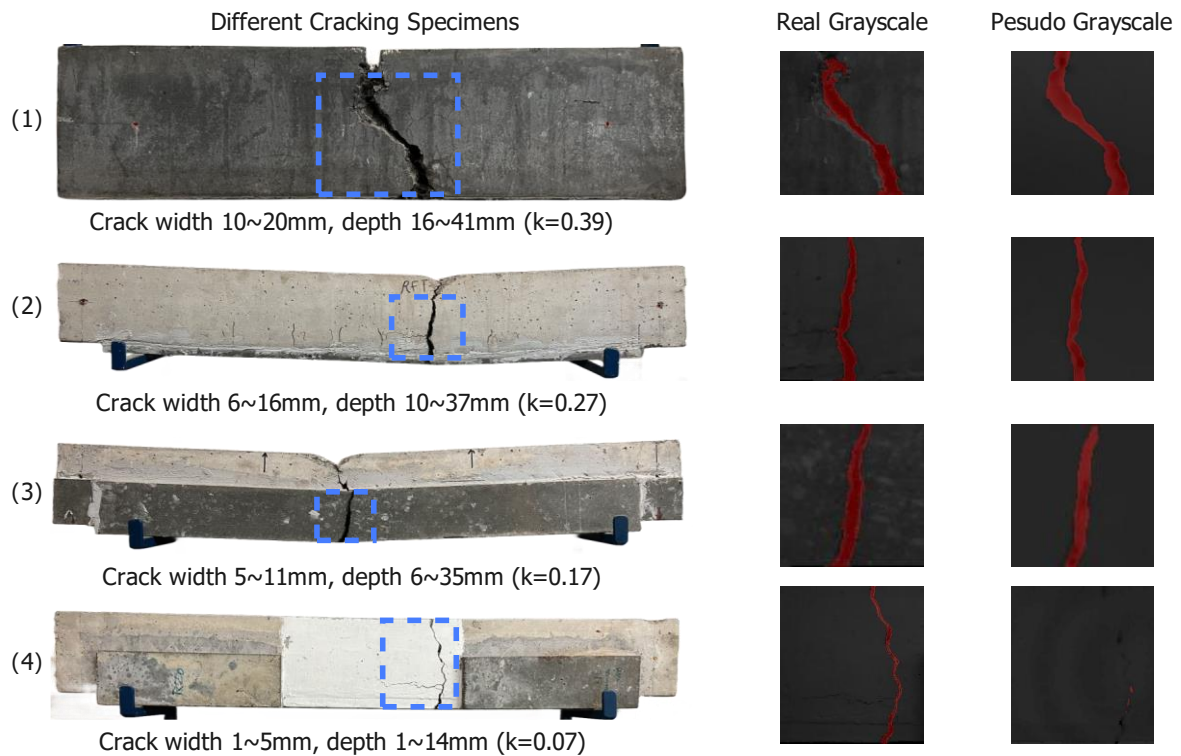 Different Cracking Specimens
Real Grayscale
Pesudo Grayscale
(1)
Crack width 10~20mm, depth 16~41mm (k=0.39)
(2)
RFT
Crack width 6~16mm, depth 10~37mm (k=0.27)
(3)
Crack width 5~11mm, depth 6~35mm (k=0.17)
(4)
Crack width 1~5mm, depth 1~14mm (k=0.07)